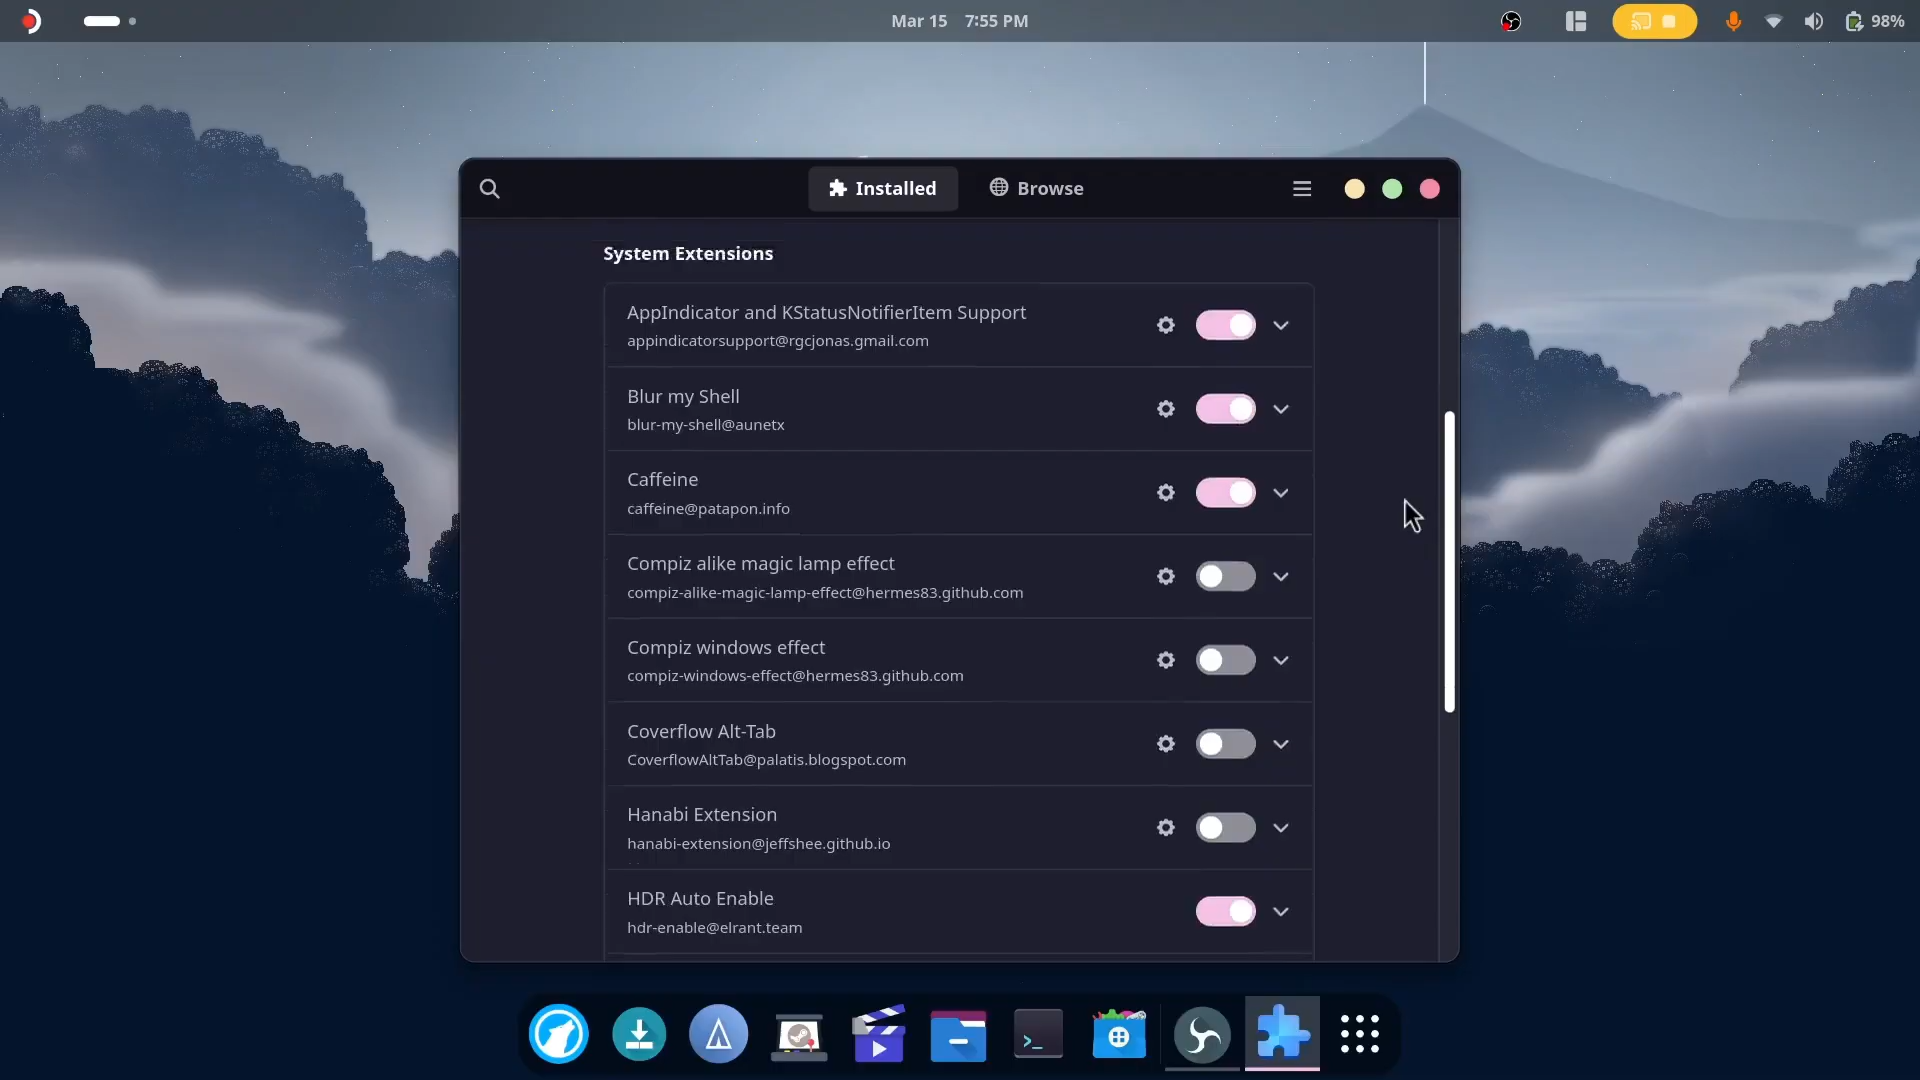 Mar 15 7:55 PM
98%
Installed
Browse
System Extensions
AppIndicator and KStatusNotifierItem Support
appindicatorsupport@rgcjonas.gmail.com
Blur my Shell
blur-my-shell@aunetx
Caffeine
caffeine@patapon.info
Compiz alike magic lamp effect
compiz-alike-magic-lamp-effect@hermes83.github.com
Compiz windows effect
compiz-windows-effect@hermes83.github.com
Coverflow Alt-Tab
CoverflowAltTab@palatis.blogspot.com
Hanabi Extension
hanabi-extension@jeffshee.github.io
HDR Auto Enable
hdr-enable@elrant.team